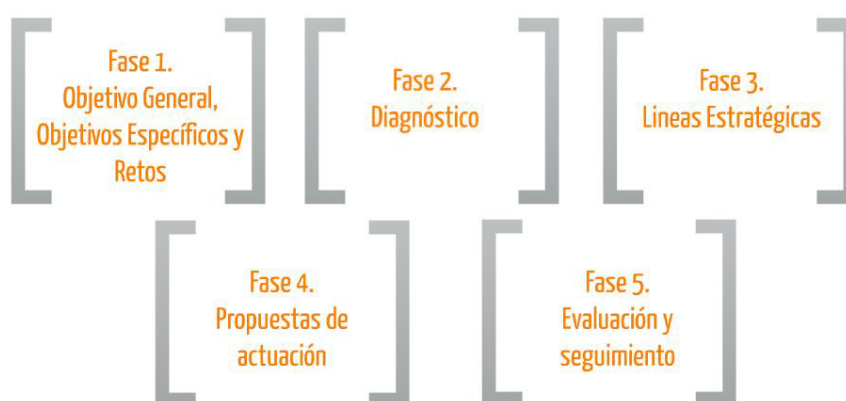 Fase 1.
Objetivo General,
Objetivos Específicos y
Retos
Fase 2.
Diagnóstico
Fase 3.
Lineas Estratégicas
Fase 4.
Propuestas de
actuación
Fase 5.
Evaluación y
seguimiento